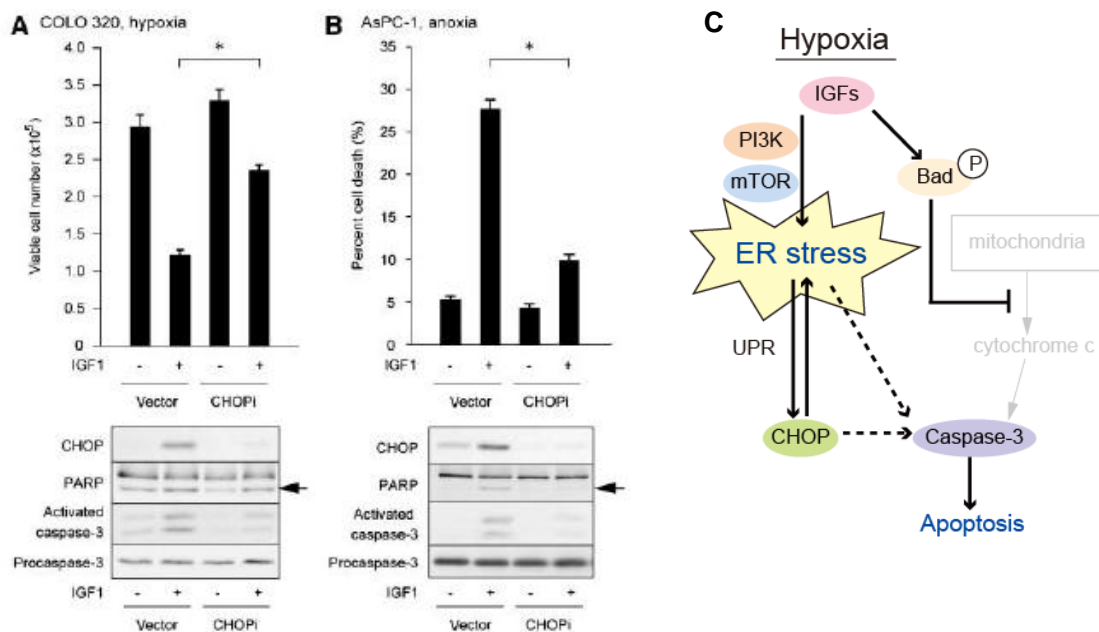 A COLO 320, hypoxia
Viable cell number (x10⁵)
4.0
3.5
3.0
2.5
2.0
1.5
1.0
0.5
0
*
IGF1 - + - +
Vector CHOPi
CHOP
PARP
Activated
caspase-3
Procaspase-3
IGF1 - + - +
Vector CHOPi
B AsPC-1, anoxia
Percent cell death (%)
35
30
25
20
15
10
5
0
*
IGF1 - + - +
Vector CHOPi
CHOP
PARP
Activated
caspase-3
Procaspase-3
IGF1 - + - +
Vector CHOPi
C
Hypoxia
IGFs
PI3K
mTOR
Bad P
mitochondria
ER stress
cytochrome c
UPR
CHOP
Caspase-3
Apoptosis